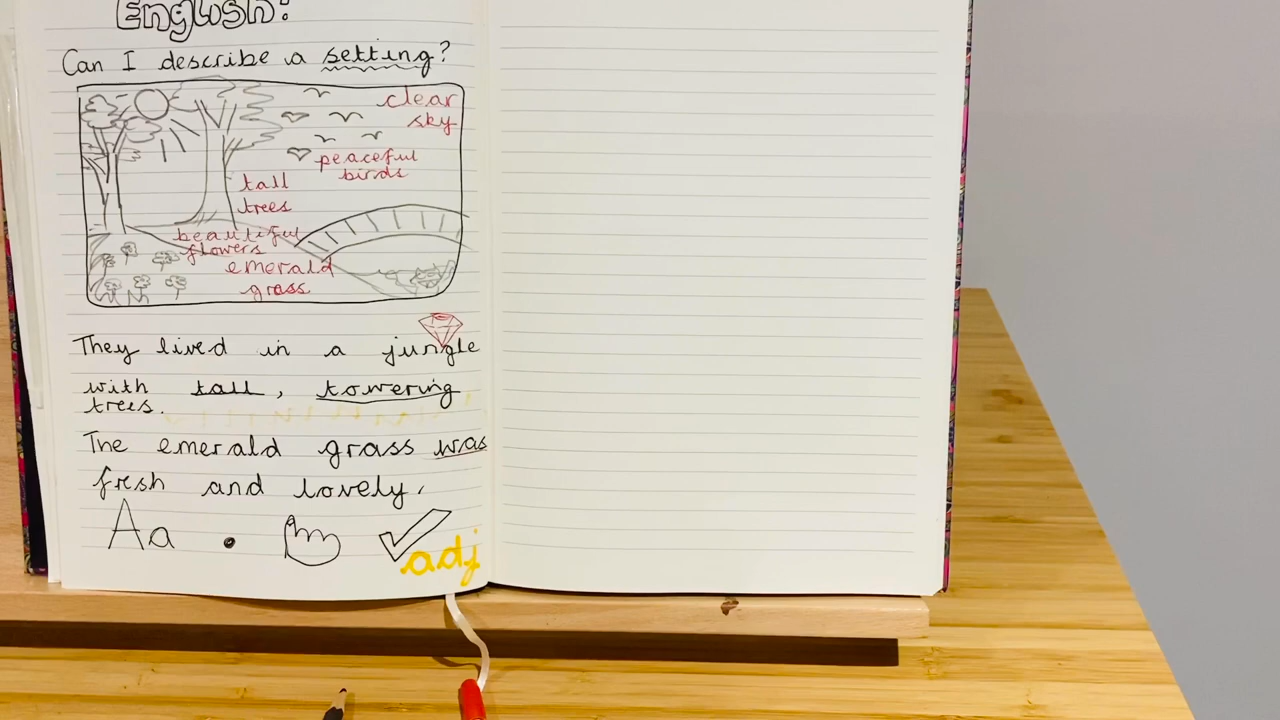 English:
Can I describe a setting?
clear
sky
peaceful
birds
tall
trees
beautiful
flowers
emerald
grass
They lived in a jungle
with tall, towering
trees.
The emerald grass was
fresh and lovely.
Aa .
adj